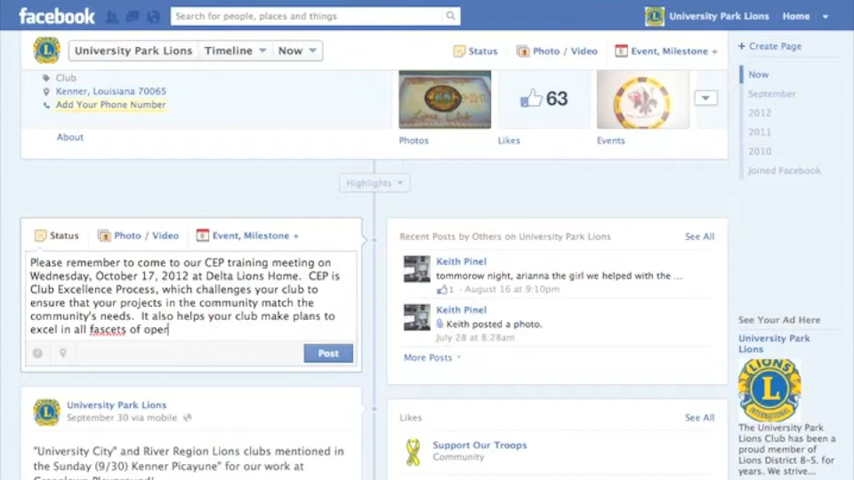 facebook
Search for people, places and things
University Park Lions
Home
University Park Lions
Timeline
Now
Status
Photo / Video
Event, Milestone +
+ Create Page
Club
Kenner, Louisiana 70065
Add Your Phone Number
About
63
Photos
Likes
Events
Now
September
2012
2011
2010
Joined Facebook
Highlights
Status
Photo / Video
Event, Milestone +
Please remember to come to our CEP training meeting on
Wednesday, October 17, 2012 at Delta Lions Home.  CEP is
Club Excellence Process, which challenges your club to
ensure that your projects in the community match the
community's needs.  It also helps your club make plans to
excel in all fascets of oper
Post
Recent Posts by Others on University Park Lions
See All
Keith Pinel
tommorow night, arianna the girl we helped with the ...
1 · August 16 at 9:10pm
Keith Pinel
Keith posted a photo.
July 28 at 8:28am
More Posts
University Park Lions
September 30 via mobile
"University City" and River Region Lions clubs mentioned in
the Sunday (9/30) Kenner Picayune" for our work at
Greenlawn Playground!
Likes
See All
Support Our Troops
Community
See Your Ad Here
University Park
Lions
L
INTERNATIONAL
The University Park
Lions Club has been a
proud member of
Lions District 8-S. for
years. We strive...